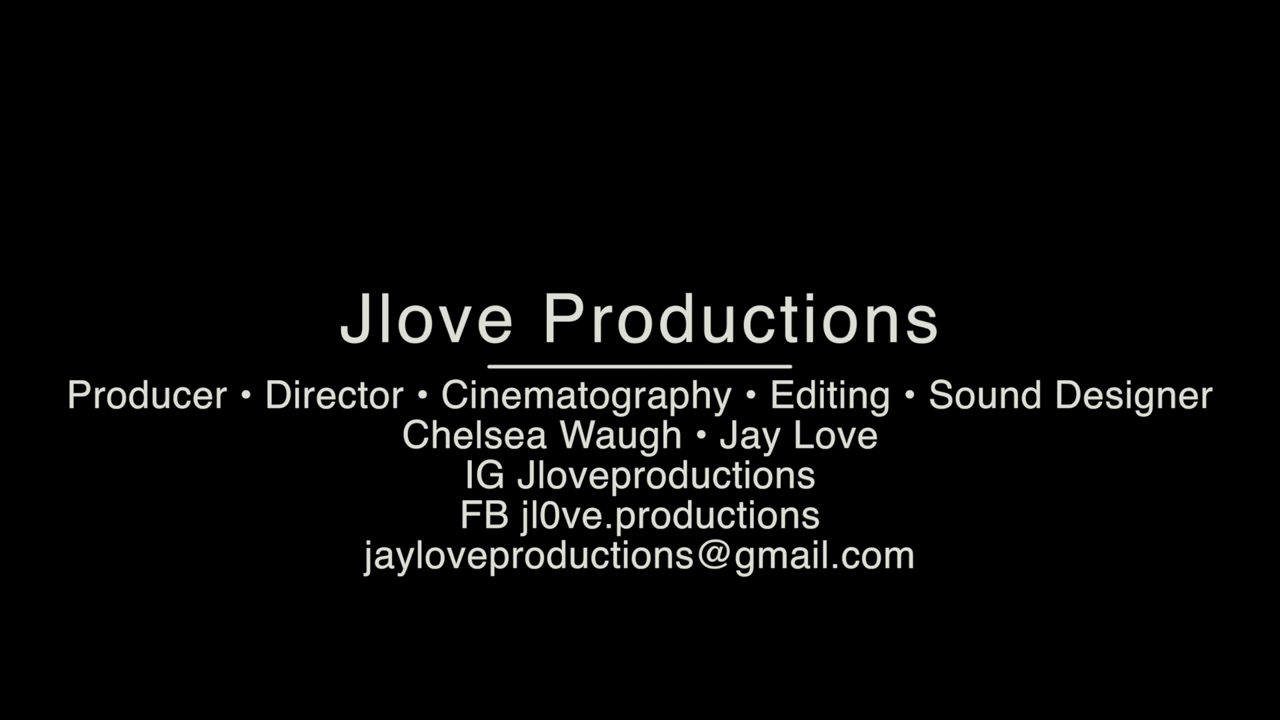 Jlove Productions
Producer • Director • Cinematography • Editing • Sound Designer
Chelsea Waugh • Jay Love
IG Jloveproductions
FB jl0ve.productions
jayloveproductions@gmail.com